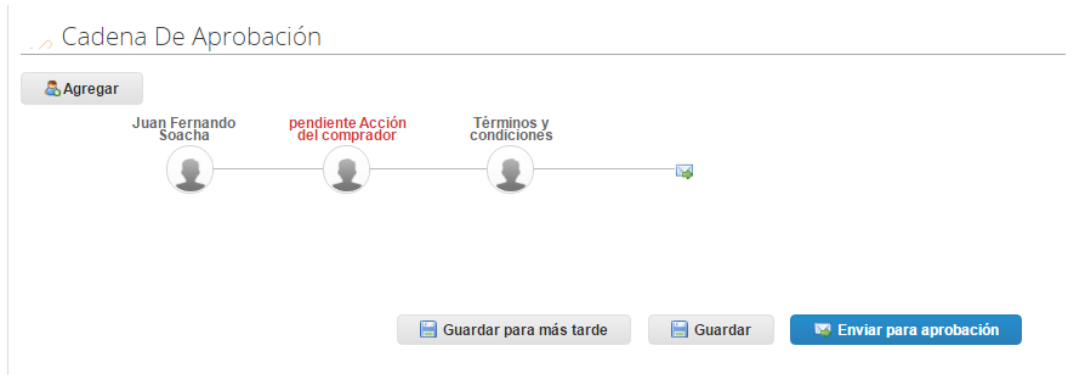 Cadena De Aprobación
Agregar
Juan Fernando
Soacha
pendiente Acción
del comprador
Términos y
condiciones
Guardar para más tarde
Guardar
Enviar para aprobación